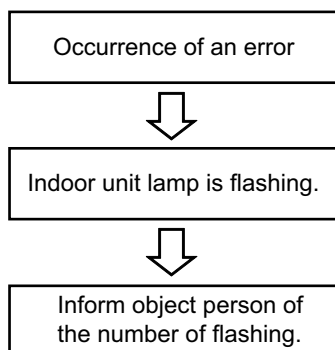 Occurrence of an error
Indoor unit lamp is flashing.
Inform object person of
the number of flashing.